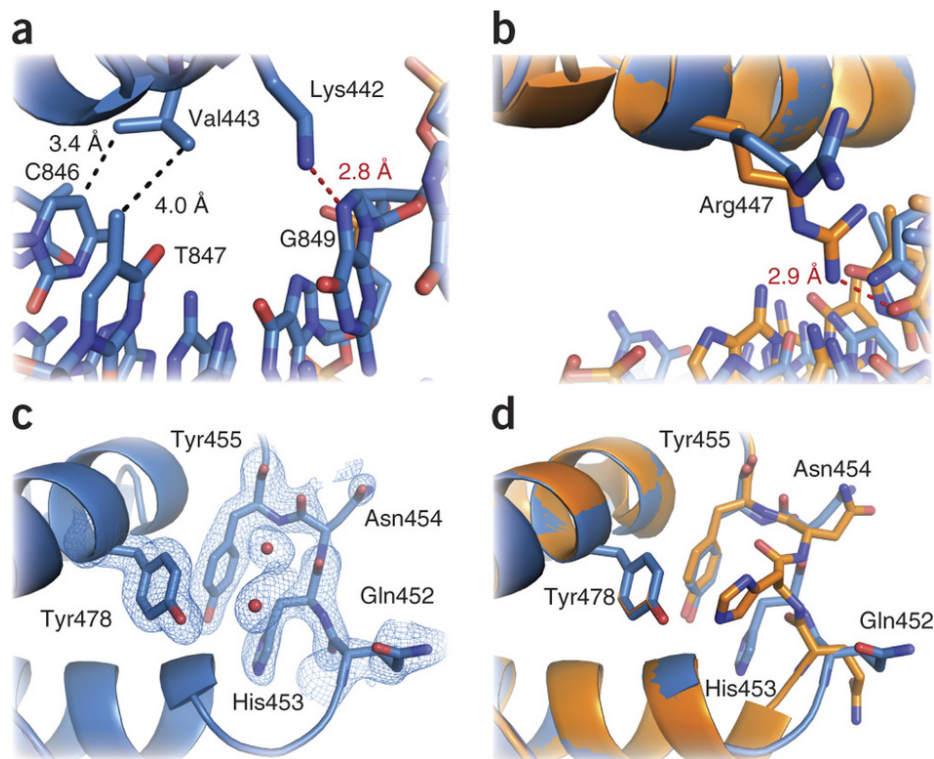 a
Lys442
Val443
3.4 Å
C846
2.8 Å
4.0 Å
G849
T847
b
Arg447
2.9 Å
c
Tyr455
Asn454
Gln452
Tyr478
His453
d
Tyr455
Asn454
Tyr478
Gln452
His453